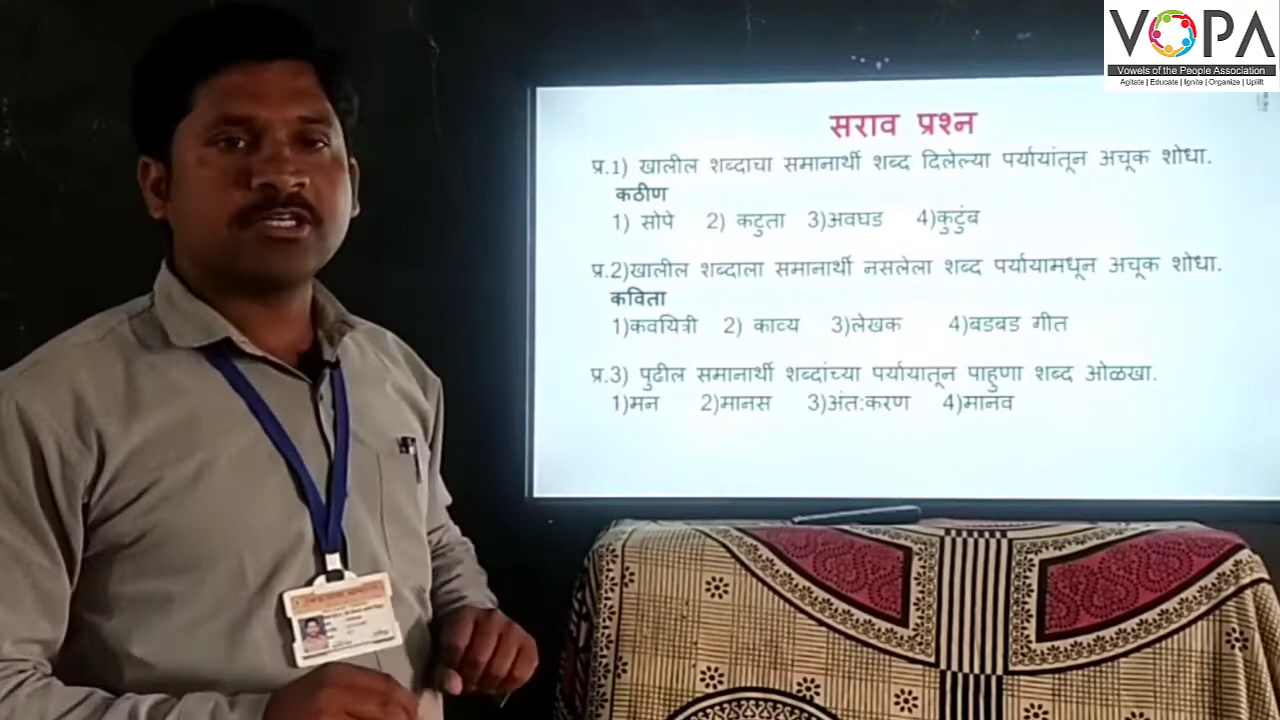 VOPA
Vowels of the People Association
Agitate | Educate | Ignite | Organize | Uplift
सराव प्रश्न
प्र.1) खालील शब्दाचा समानार्थी शब्द दिलेल्या पर्यायांतून अचूक शोधा.
कठीण
1) सोपे 2) कटुता 3)अवघड 4)कुटुंब
प्र.2)खालील शब्दाला समानार्थी नसलेला शब्द पर्यायामधून अचूक शोधा.
कविता
1)कवयित्री 2) काव्य 3)लेखक 4)बडबड गीत
प्र.3) पुढील समानार्थी शब्दांच्या पर्यायातून पाहुणा शब्द ओळखा.
1)मन 2)मानस 3)अंत:करण 4)मानव